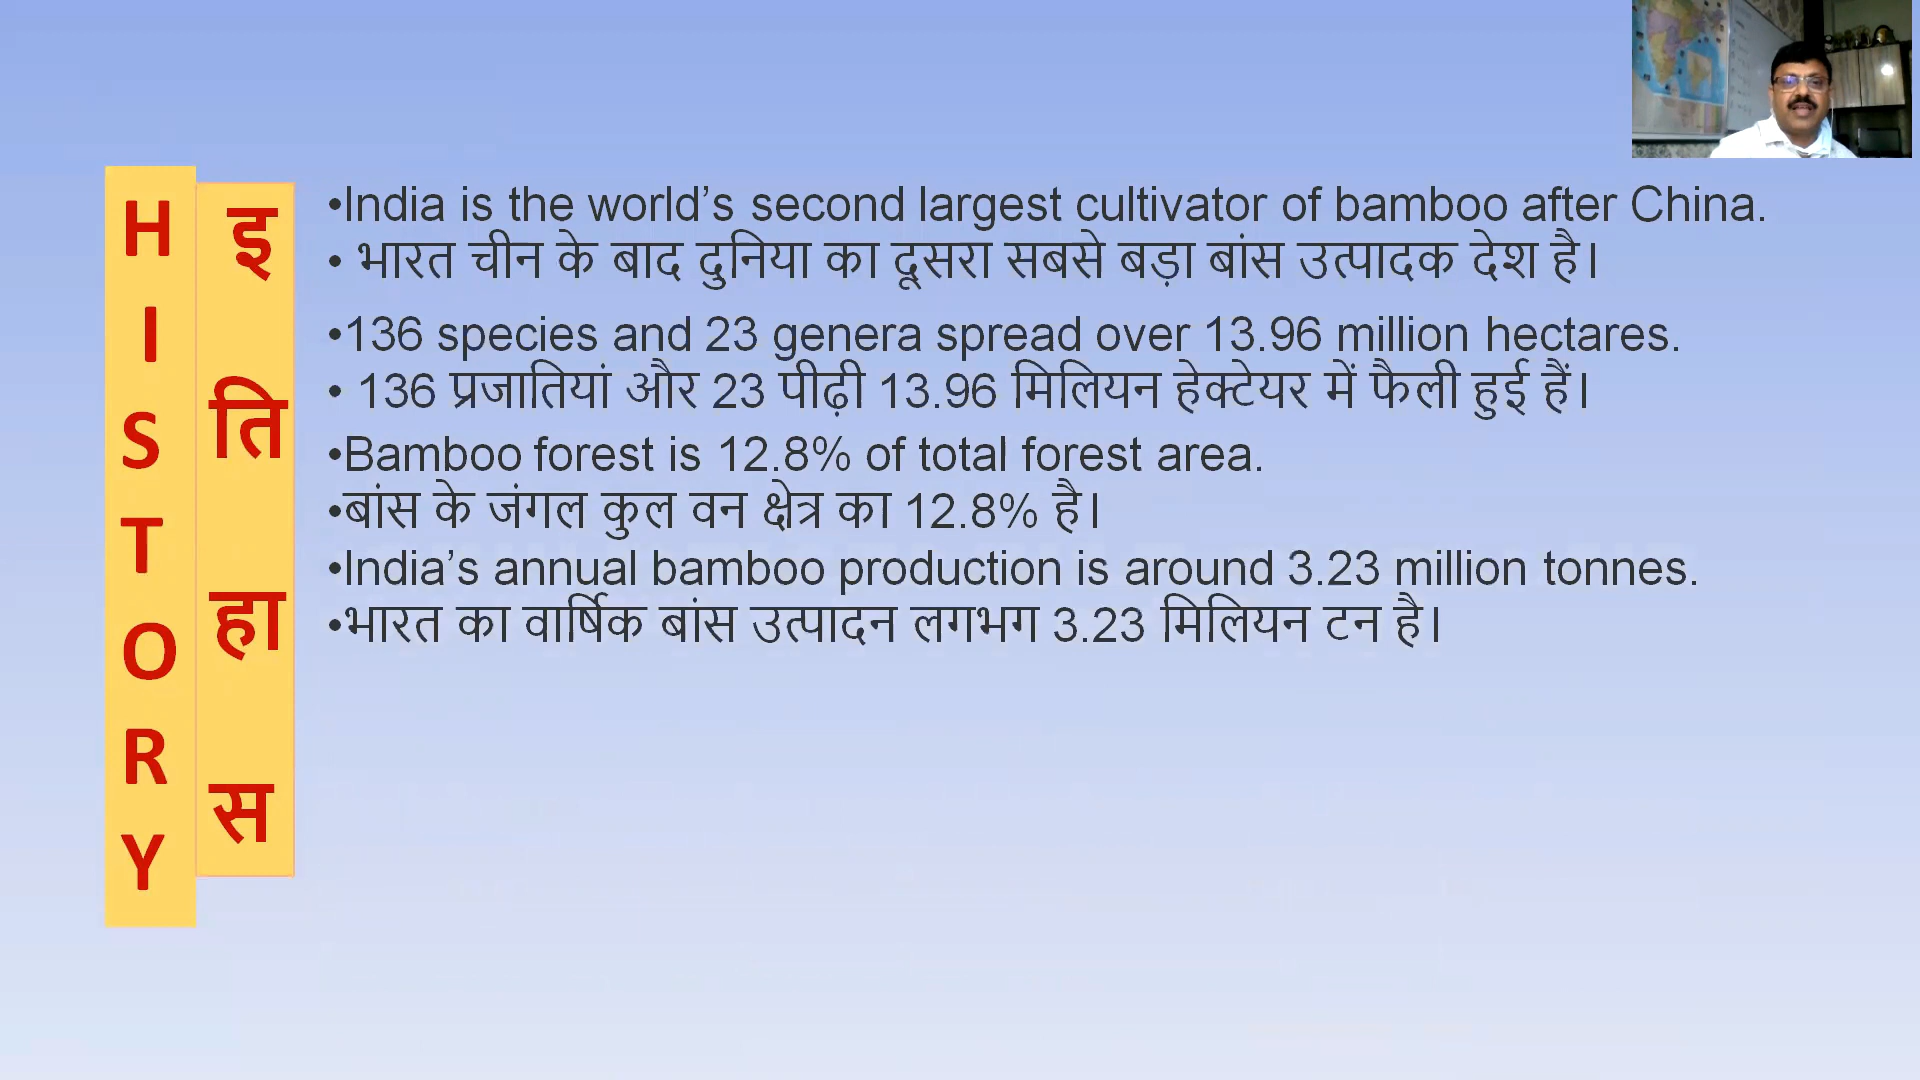 HISTORY
इतिहास
•India is the world’s second largest cultivator of bamboo after China.
• भारत चीन के बाद दुनिया का दूसरा सबसे बड़ा बांस उत्पादक देश है।
•136 species and 23 genera spread over 13.96 million hectares.
• 136 प्रजातियां और 23 पीढ़ी 13.96 मिलियन हेक्टेयर में फैली हुई हैं।
•Bamboo forest is 12.8% of total forest area.
•बांस के जंगल कुल वन क्षेत्र का 12.8% है।
•India’s annual bamboo production is around 3.23 million tonnes.
•भारत का वार्षिक बांस उत्पादन लगभग 3.23 मिलियन टन है।